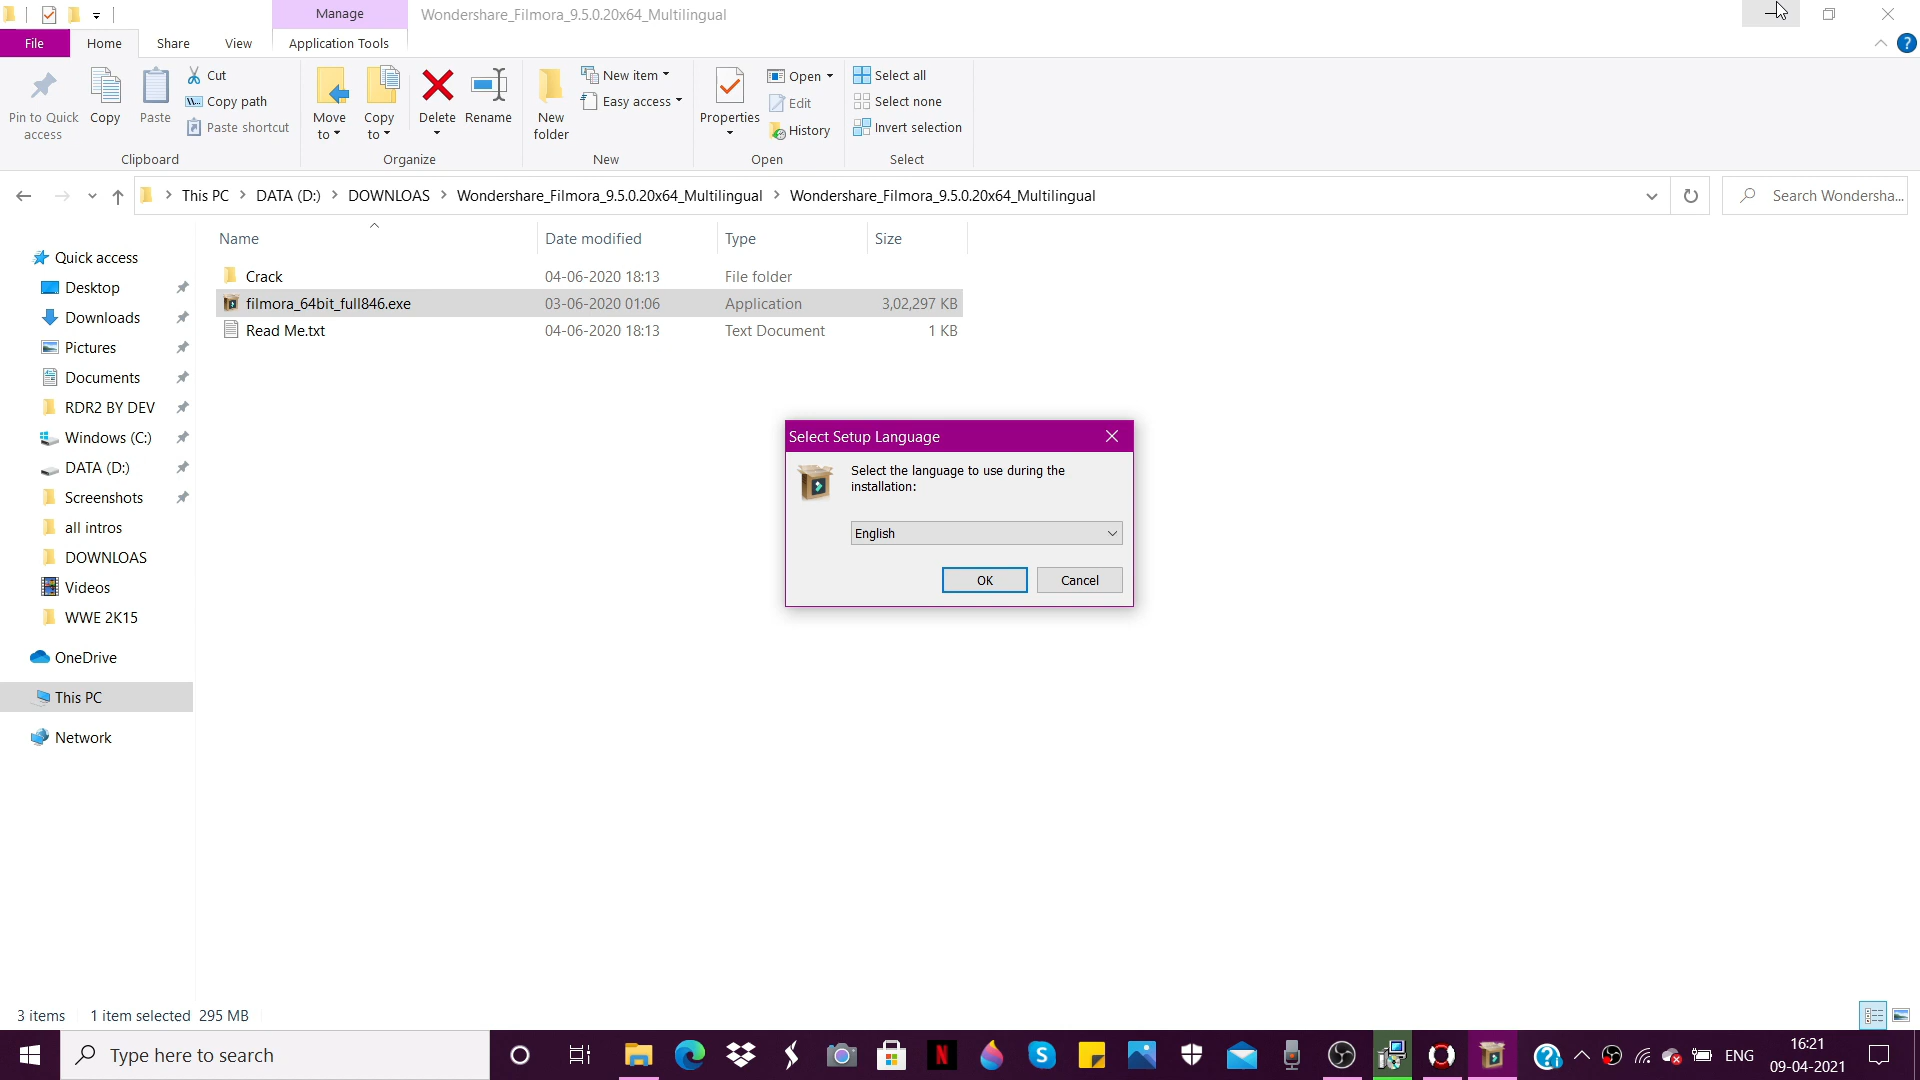 Manage
Wondershare_Filmora_9.5.0.20x64_Multilingual
File
Home
Share
View
Application Tools
Pin to Quick access
Copy
Paste
Cut
Copy path
Paste shortcut
Clipboard
Move to
Copy to
Delete
Rename
Organize
New folder
New item
Easy access
New
Properties
Open
Edit
History
Open
Select all
Select none
Invert selection
Select
This PC > DATA (D:) > DOWNLOAS > Wondershare_Filmora_9.5.0.20x64_Multilingual > Wondershare_Filmora_9.5.0.20x64_Multilingual
Search Wondersha...
Name Date modified Type Size
Crack 04-06-2020 18:13 File folder
filmora_64bit_full846.exe 03-06-2020 01:06 Application 3,02,297 KB
Read Me.txt 04-06-2020 18:13 Text Document 1 KB
Quick access
Desktop
Downloads
Pictures
Documents
RDR2 BY DEV
Windows (C:)
DATA (D:)
Screenshots
all intros
DOWNLOAS
Videos
WWE 2K15
OneDrive
This PC
Network
Select Setup Language
Select the language to use during the
installation:
English
OK
Cancel
3 items 1 item selected 295 MB
Type here to search
ENG
16:21
09-04-2021